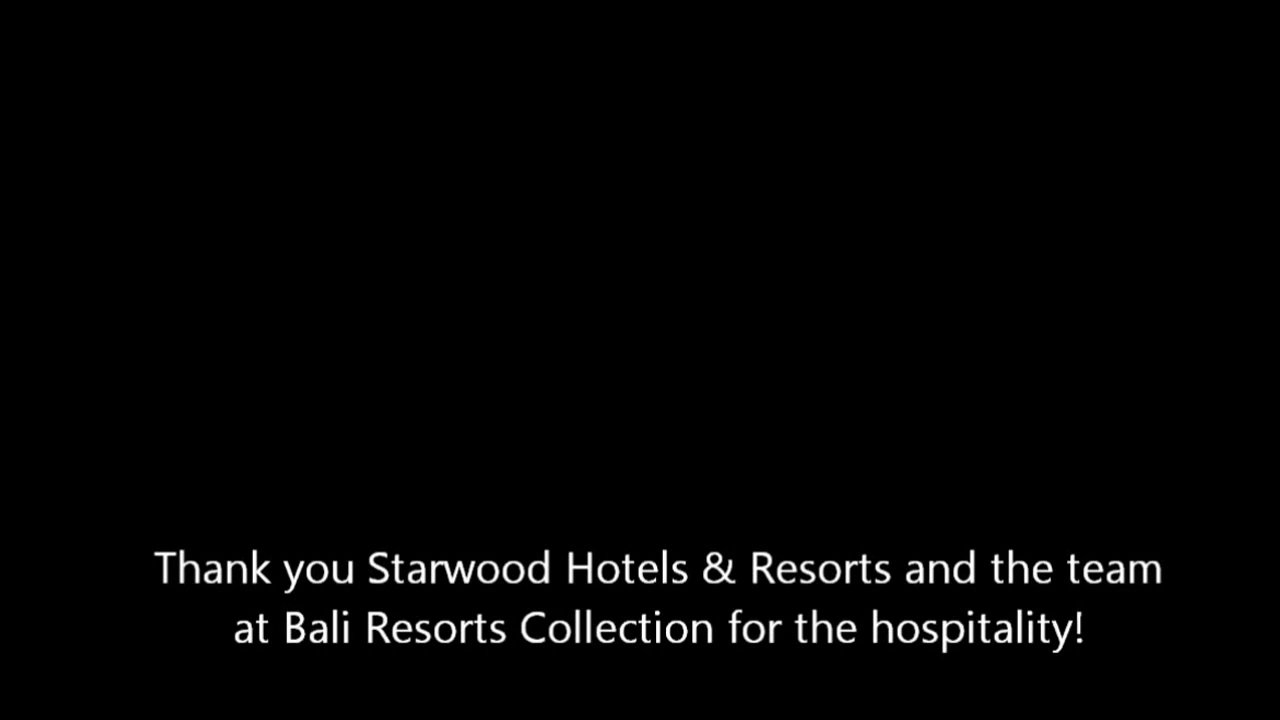 Thank you Starwood Hotels & Resorts and the team
at Bali Resorts Collection for the hospitality!